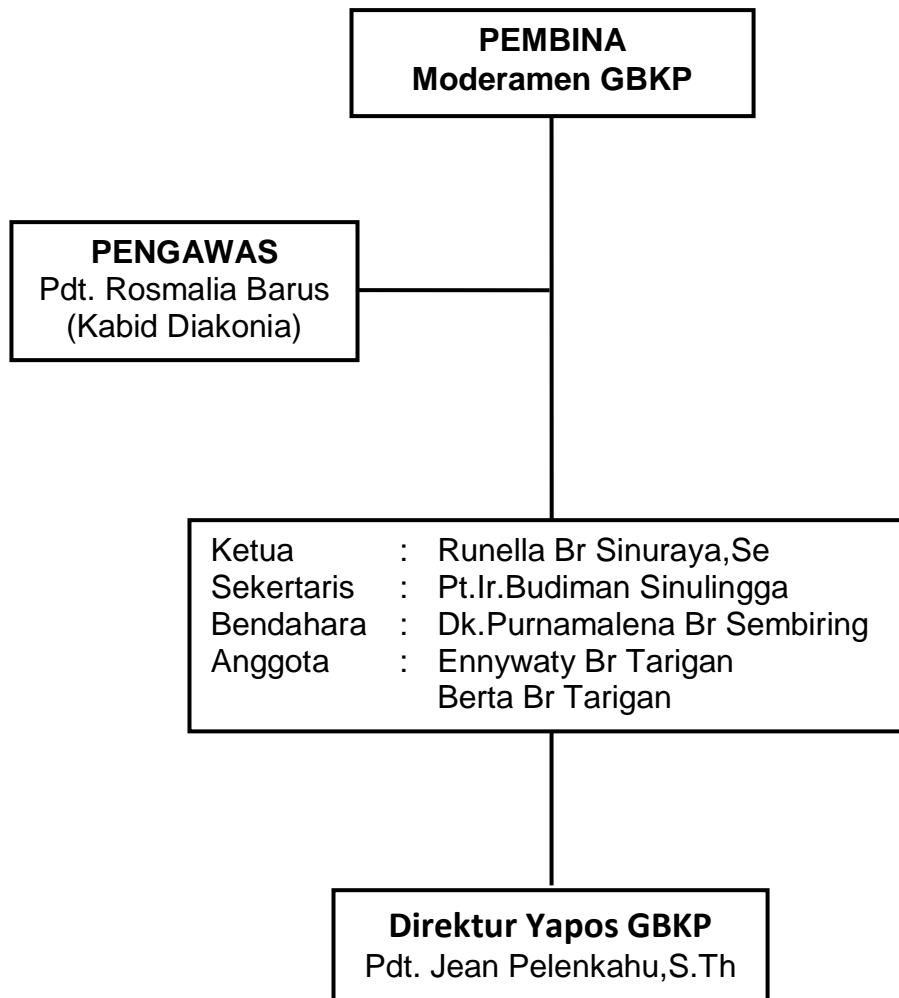 PEMBINA
Moderamen GBKP
PENGAWAS
Pdt. Rosmalia Barus
(Kabid Diakonia)
Ketua : Runella Br Sinuraya,Se
Sekertaris : Pt.Ir.Budiman Sinulingga
Bendahara : Dk.Purnamalena Br Sembiring
Anggota : Ennywaty Br Tarigan
Berta Br Tarigan
Direktur Yapos GBKP
Pdt. Jean Pelenkahu,S.Th